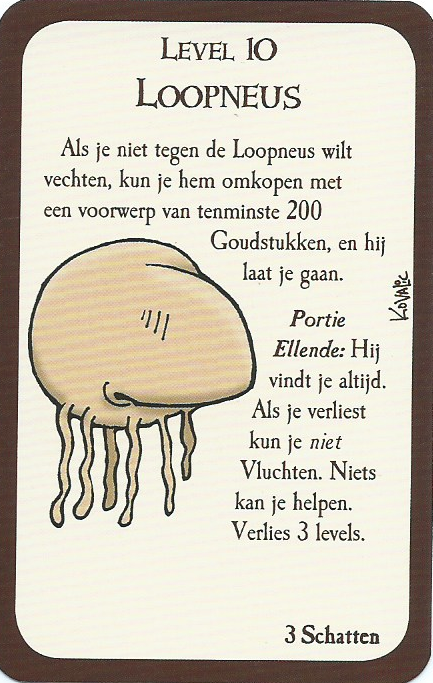 Level 10
Loopneus
Als je niet tegen de Loopneus wilt
vechten, kun je hem omkopen met
een voorwerp van tenminste 200
Goudstukken, en hij
laat je gaan.
Portie
Ellende: Hij
vindt je altijd.
Als je verliest
kun je niet
Vluchten. Niets
kan je helpen.
Verlies 3 levels.
Kovalic
3 Schatten